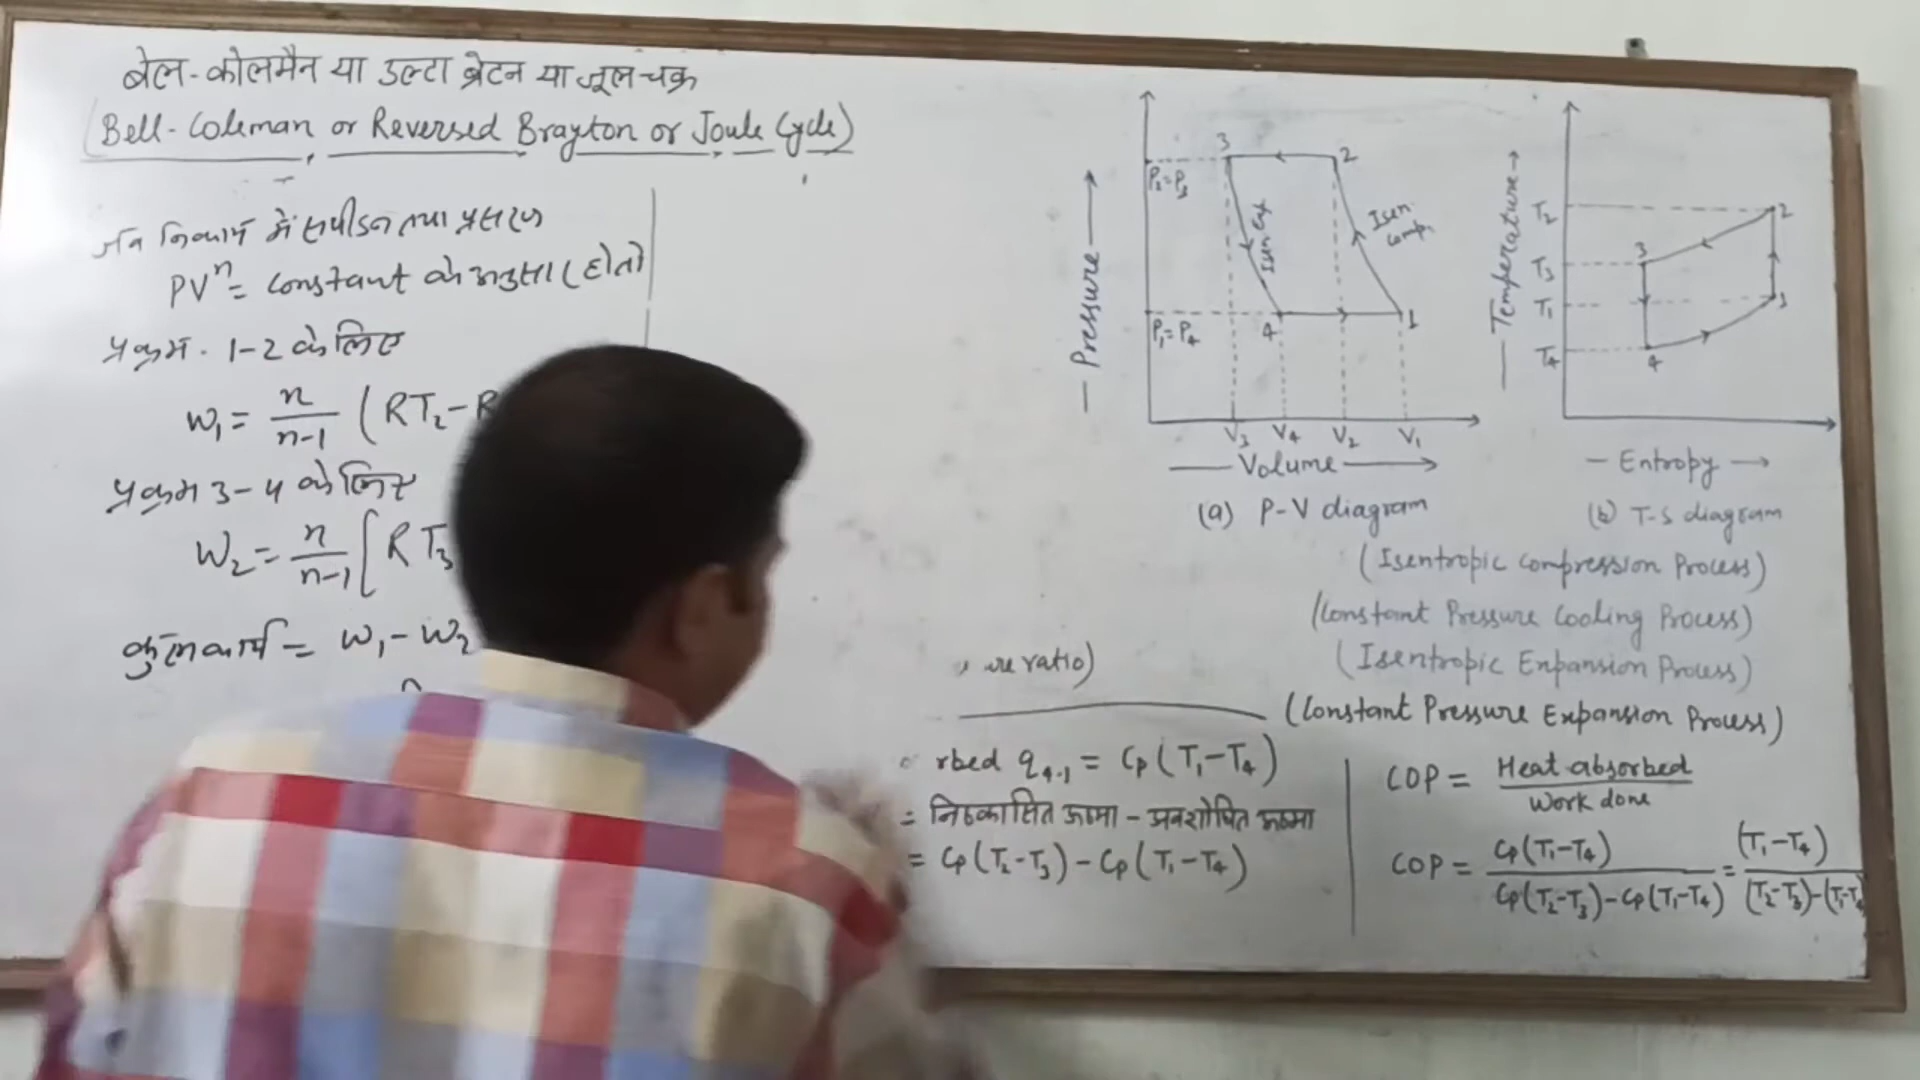 बेल-कोलमैन या उल्टा ब्रेटन या जूल चक्र
(Bell-Coleman or Reversed Brayton or Joule Cycle)
जब निकाय में संपीडन तथा प्रसरण
PVⁿ = Constant के अनुसार होतो
प्रक्रम - 1-2 के लिए
W₁ = n/n-1 (RT₂-R
प्रक्रम 3-4 के लिए
W₂ = n/n-1 [R T₃
कुल कार्य = W₁ - W₂
3
2
P₂=P₃
Isen. Exp.
Isen. Comp.
P₁=P₄
4
1
— Pressure →
V₃ V₄ V₂ V₁
— Volume →
(a) P-V diagram
— Temperature →
T₂
2
3
T₃
T₁
1
T₄
4
— Entropy →
(b) T-S diagram
(Isentropic Compression Process)
(Constant Pressure Cooling Process)
(Isentropic Expansion Process)
(Constant Pressure Expansion Process)
ratio)
rbed q₄₋₁ = Cp (T₁-T₄)
= निष्कासित ऊष्मा - अवशोषित ऊष्मा
= Cp (T₂-T₃) - Cp (T₁-T₄)
COP = Heat absorbed/Work done
COP = Cp(T₁-T₄)/Cp(T₂-T₃)-Cp(T₁-T₄) = (T₁-T₄)/(T₂-T₃)-(T₁-T₄